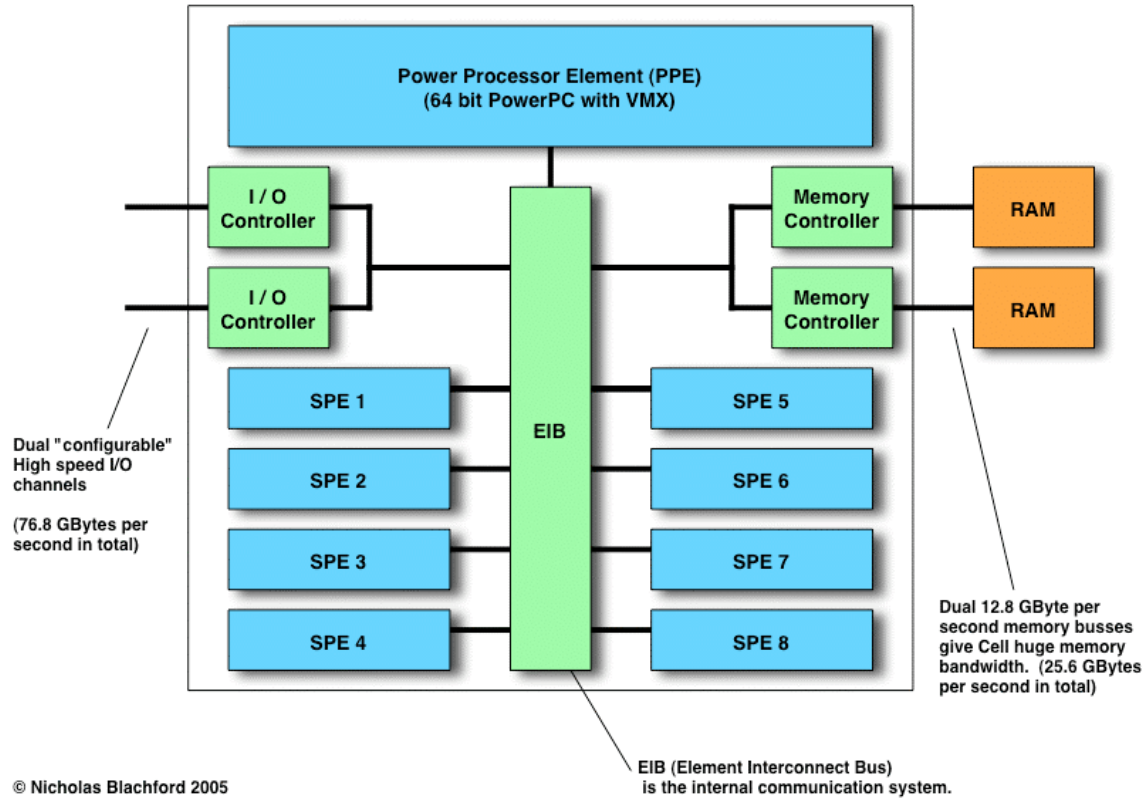 Power Processor Element (PPE)
(64 bit PowerPC with VMX)
I / O
Controller
Memory
Controller
RAM
I / O
Controller
Memory
Controller
RAM
SPE 1
SPE 5
EIB
SPE 2
SPE 6
SPE 3
SPE 7
SPE 4
SPE 8
Dual "configurable"
High speed I/O
channels
(76.8 GBytes per
second in total)
Dual 12.8 GByte per
second memory busses
give Cell huge memory
bandwidth. (25.6 GBytes
per second in total)
EIB (Element Interconnect Bus)
is the internal communication system.
© Nicholas Blachford 2005